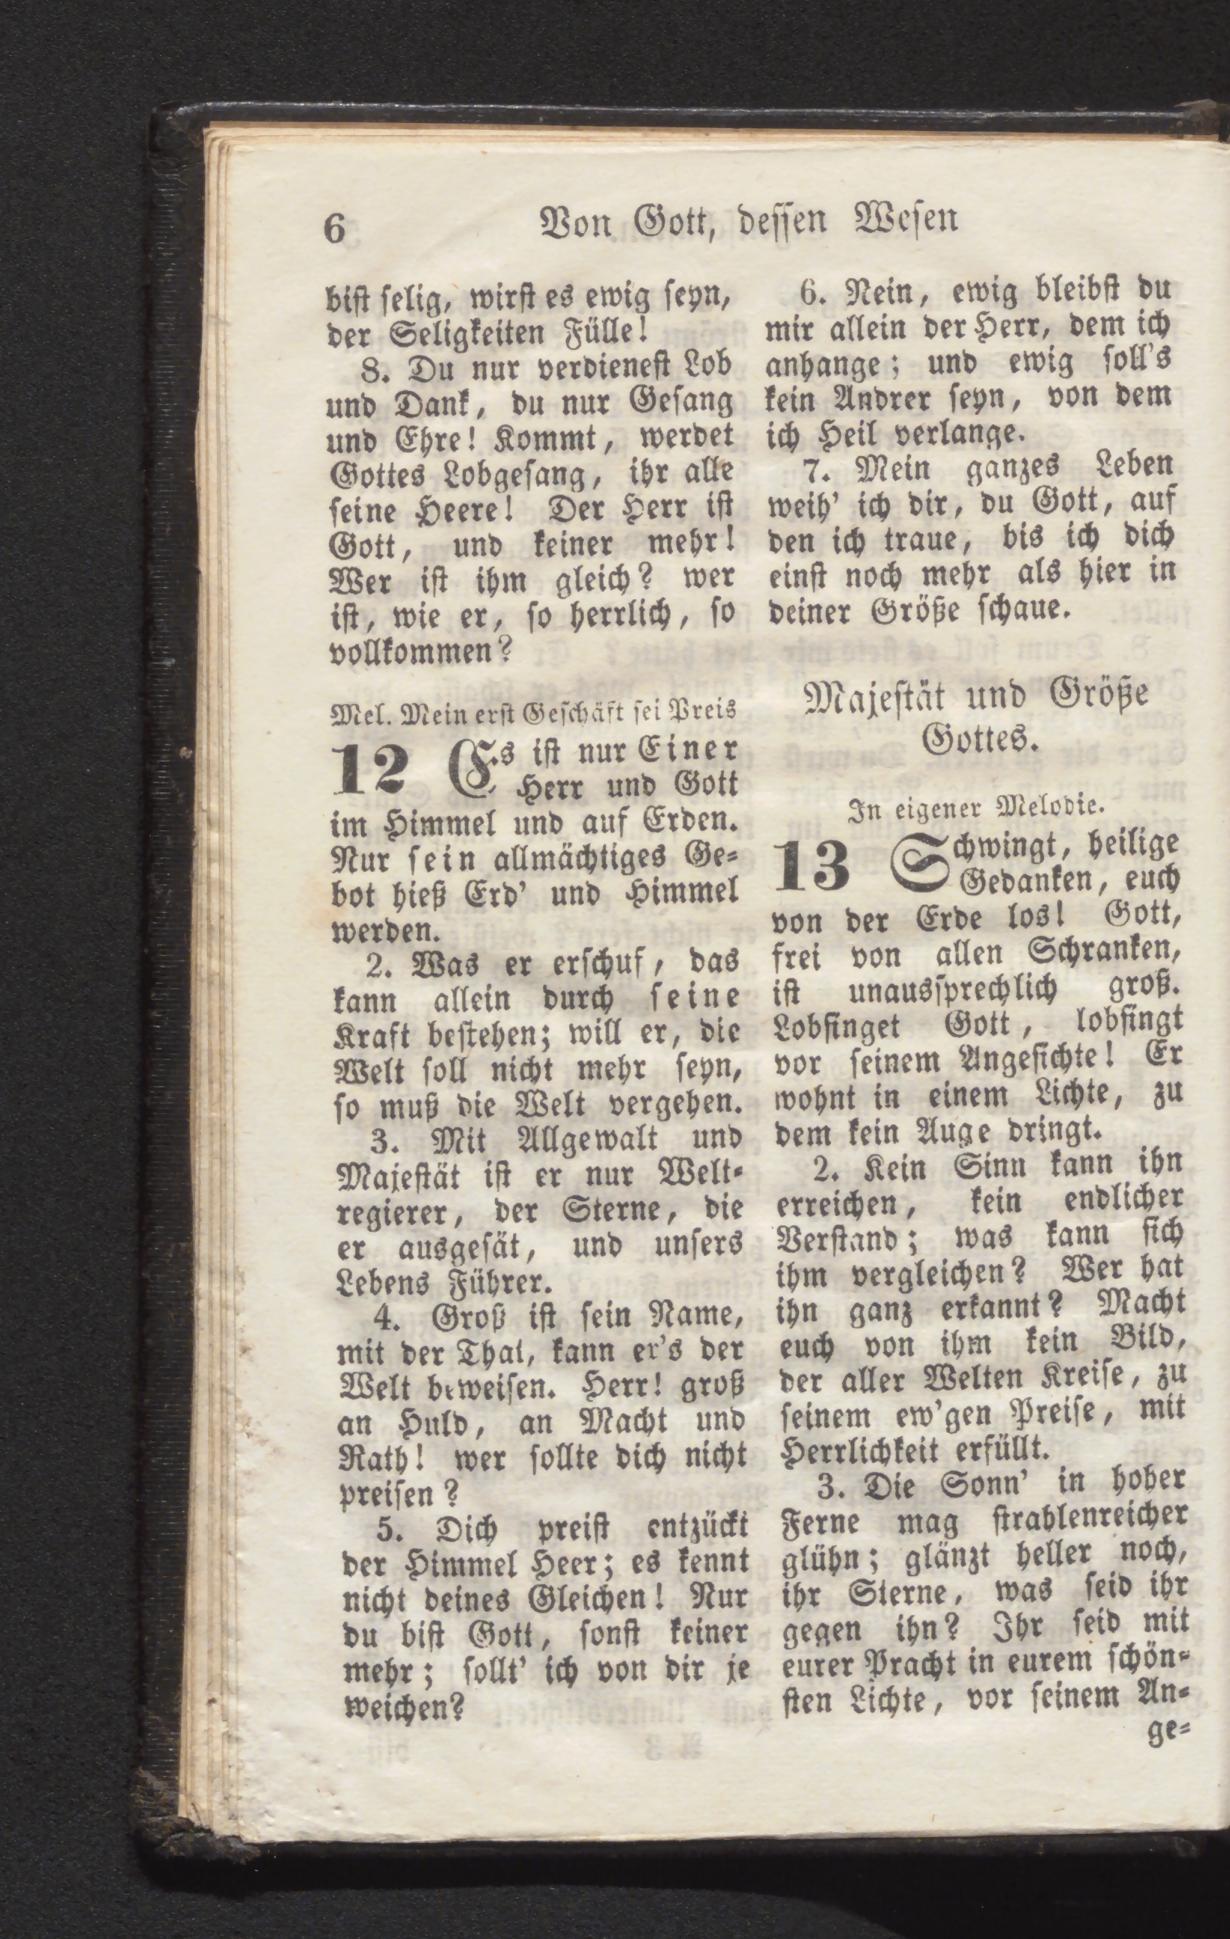 6
Von Gott, dessen Wesen
bist selig, wirst es ewig seyn,
der Seligkeiten Fülle!
8. Du nur verdienest Lob
und Dank, du nur Gesang
und Ehre! Kommt, werdet
Gottes Lobgesang, ihr alle
seine Heere! Der Herr ist
Gott, und keiner mehr!
Wer ist ihm gleich? wer
ist, wie er, so herrlich, so
vollkommen?
Mel. Mein erst Geschäft sei Preis
12 Es ist nur Einer
Herr und Gott
im Himmel und auf Erden.
Nur sein allmächtiges Ge-
bot hieß Erd' und Himmel
werden.
2. Was er erschuf, das
kann allein durch seine
Kraft bestehen; will er, die
Welt soll nicht mehr seyn,
so muß die Welt vergehen.
3. Mit Allgewalt und
Majestät ist er nur Welt-
regierer, der Sterne, die
er ausgesät, und unsers
Lebens Führer.
4. Groß ist sein Name,
mit der That, kann er's der
Welt beweisen. Herr! groß
an Huld, an Macht und
Rath! wer sollte dich nicht
preisen?
5. Dich preist entzückt
der Himmel Heer; es kennt
nicht deines Gleichen! Nur
du bist Gott, sonst keiner
mehr; sollt' ich von dir je
weichen?
6. Nein, ewig bleibst du
mir allein der Herr, dem ich
anhange; und ewig soll's
kein Andrer seyn, von dem
ich Heil verlange.
7. Mein ganzes Leben
weih' ich dir, du Gott, auf
den ich traue, bis ich dich
einst noch mehr als hier in
deiner Größe schaue.
Majestät und Größe
Gottes.
In eigener Melodie.
13 Schwingt, heilige
Gedanken, euch
von der Erde los! Gott,
frei von allen Schranken,
ist unaussprechlich groß.
Lobsinget Gott, lobsingt
vor seinem Angesichte! Er
wohnt in einem Lichte, zu
dem kein Auge dringt.
2. Kein Sinn kann ihn
erreichen, kein endlicher
Verstand; was kann sich
ihm vergleichen? Wer hat
ihn ganz erkannt? Macht
euch von ihm kein Bild,
der aller Welten Kreise, zu
seinem ew'gen Preise, mit
Herrlichkeit erfüllt.
3. Die Sonn' in hoher
Ferne mag strahlenreicher
glühn; glänzt heller noch,
ihr Sterne, was seid ihr
gegen ihn? Ihr seid mit
eurer Pracht in eurem schön-
sten Lichte, vor seinem An-
ge-